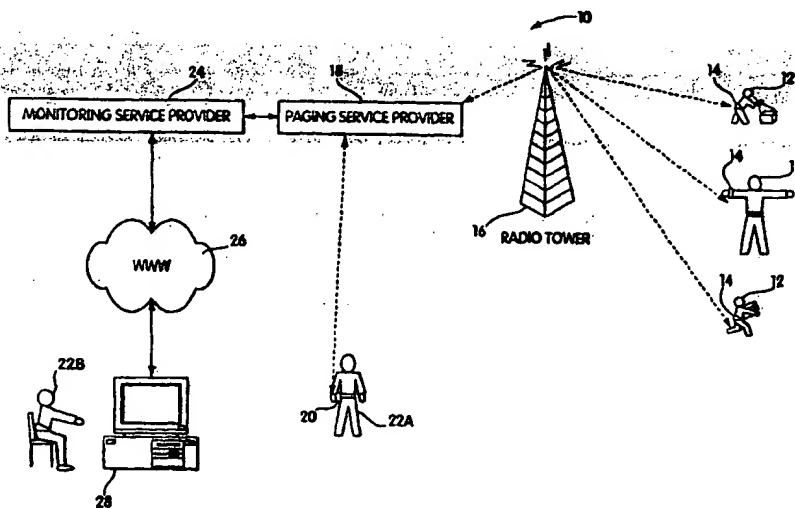 10
24
18
14
12
MONITORING SERVICE PROVIDER
PAGING SERVICE PROVIDER
14
1
16
RADIO TOWER
26
WWW
14
12
22B
20
22A
28